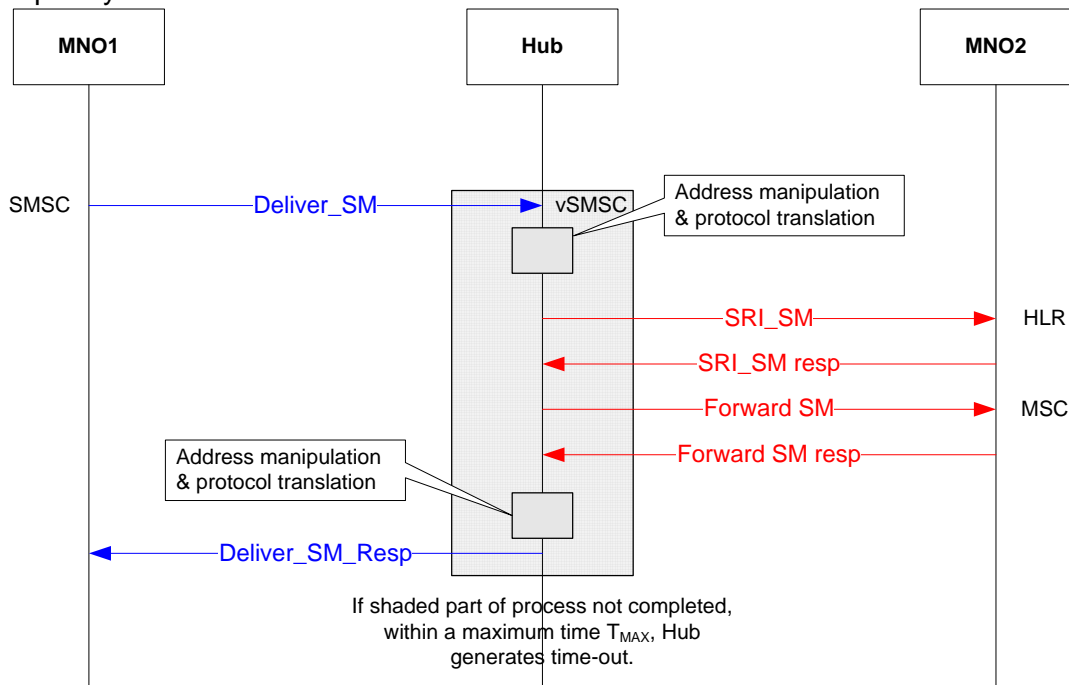 MNO1
Hub
MNO2
SMSC
Deliver_SM
vSMSC
Address manipulation
& protocol translation
SRI_SM
HLR
SRI_SM resp
Forward SM
MSC
Forward SM resp
Address manipulation
& protocol translation
Deliver_SM_Resp
If shaded part of process not completed,
within a maximum time TMAX, Hub
generates time-out.